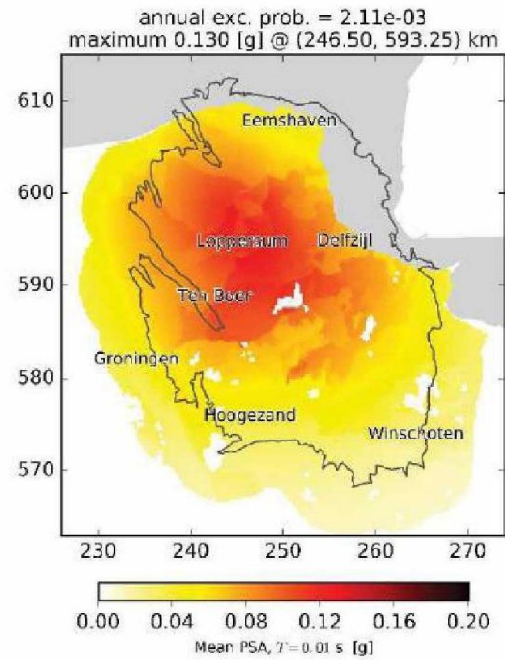 annual exc. prob. = 2.11e-03
maximum 0.130 [g] @ (246.50, 593.25) km
610
Eemshaven
600
Loppersum Delfzijl
590
Ten Boer
Groningen
580
Hoogezand
Winschoten
570
230 240 250 260 270
0.00 0.04 0.08 0.12 0.16 0.20
Mean PSA, T=0.01 s [g]